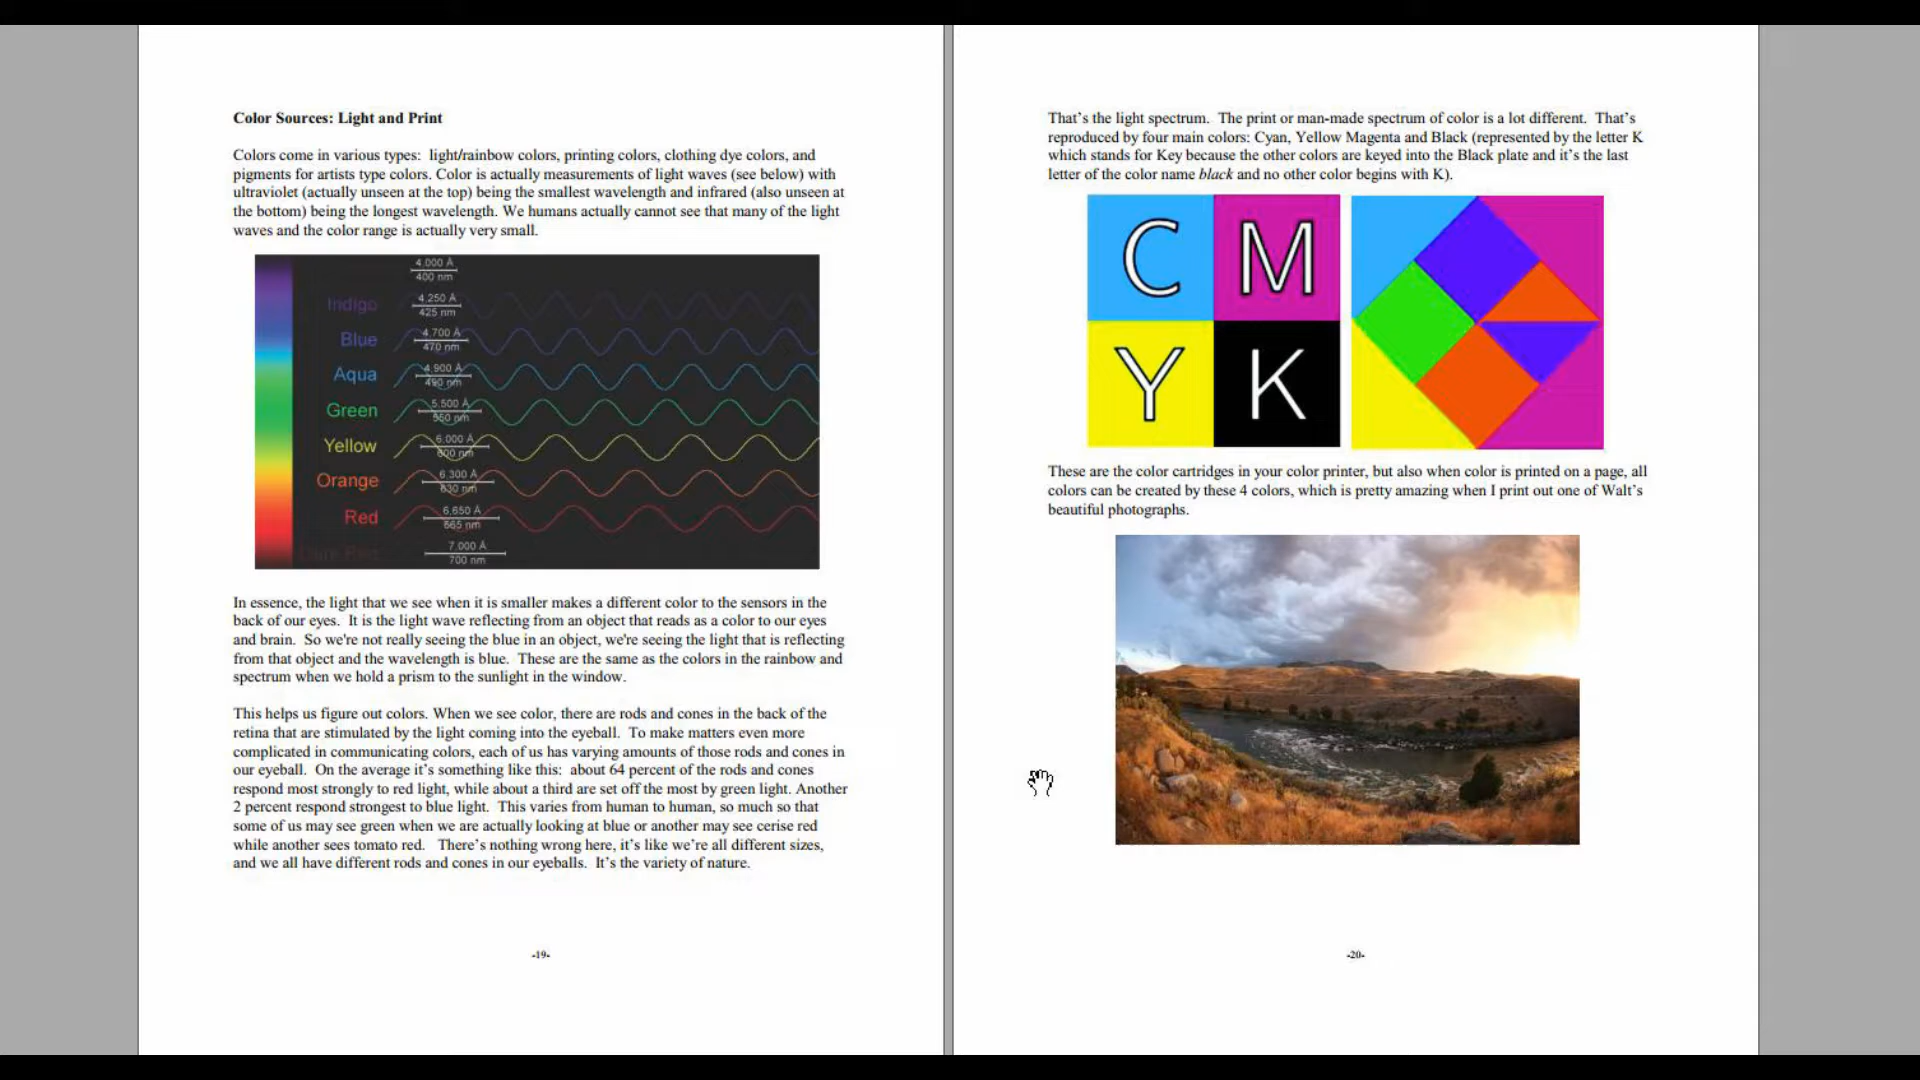 Color Sources: Light and Print
Colors come in various types:  light/rainbow colors, printing colors, clothing dye colors, and
pigments for artists type colors. Color is actually measurements of light waves (see below) with
ultraviolet (actually unseen at the top) being the smallest wavelength and infrared (also unseen at
the bottom) being the longest wavelength. We humans actually cannot see that many of the light
waves and the color range is actually very small.
4.000 Å
400 nm
Indigo
4.250 Å
425 nm
Blue
4.700 Å
470 nm
Aqua
4.900 Å
490 nm
Green
5.500 Å
550 nm
Yellow
6.000 Å
600 nm
Orange
6.300 Å
630 nm
Red
6.650 Å
665 nm
Dark Red
7.000 Å
700 nm
In essence, the light that we see when it is smaller makes a different color to the sensors in the
back of our eyes.  It is the light wave reflecting from an object that reads as a color to our eyes
and brain.  So we're not really seeing the blue in an object, we're seeing the light that is reflecting
from that object and the wavelength is blue.  These are the same as the colors in the rainbow and
spectrum when we hold a prism to the sunlight in the window.
This helps us figure out colors. When we see color, there are rods and cones in the back of the
retina that are stimulated by the light coming into the eyeball.  To make matters even more
complicated in communicating colors, each of us has varying amounts of those rods and cones in
our eyeball.  On the average it's something like this:  about 64 percent of the rods and cones
respond most strongly to red light, while about a third are set off the most by green light. Another
2 percent respond strongest to blue light.  This varies from human to human, so much so that
some of us may see green when we are actually looking at blue or another may see cerise red
while another sees tomato red.   There's nothing wrong here, it's like we're all different sizes,
and we all have different rods and cones in our eyeballs.  It's the variety of nature.
-19-
That's the light spectrum.  The print or man-made spectrum of color is a lot different.  That's
reproduced by four main colors: Cyan, Yellow Magenta and Black (represented by the letter K
which stands for Key because the other colors are keyed into the Black plate and it's the last
letter of the color name black and no other color begins with K).
C M
Y K
These are the color cartridges in your color printer, but also when color is printed on a page, all
colors can be created by these 4 colors, which is pretty amazing when I print out one of Walt's
beautiful photographs.
-20-